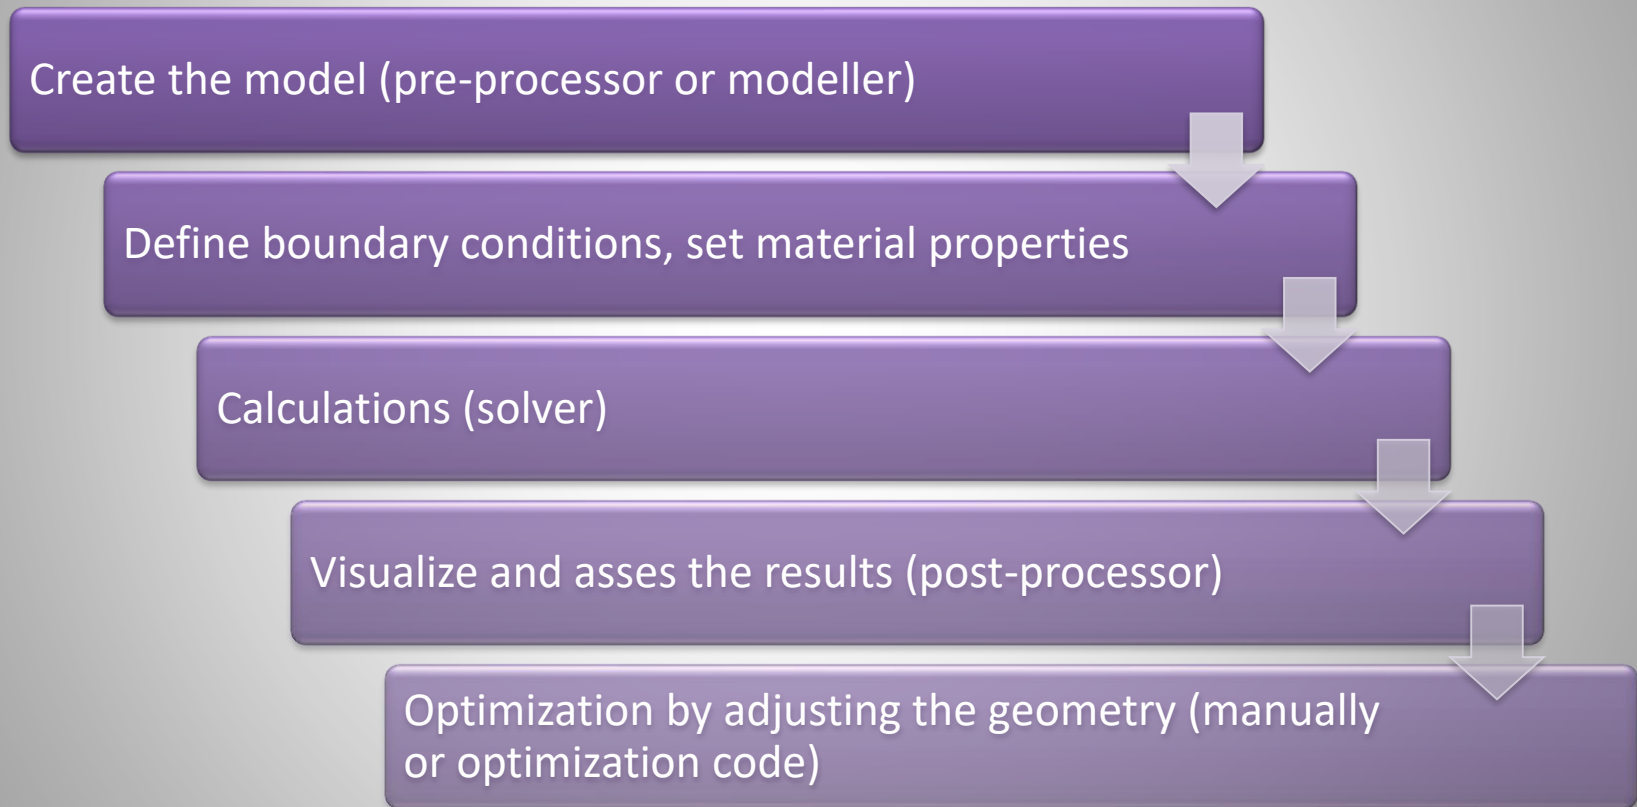 Create the model (pre-processor or modeller)
Define boundary conditions, set material properties
Calculations (solver)
Visualize and asses the results (post-processor)
Optimization by adjusting the geometry (manually
or optimization code)